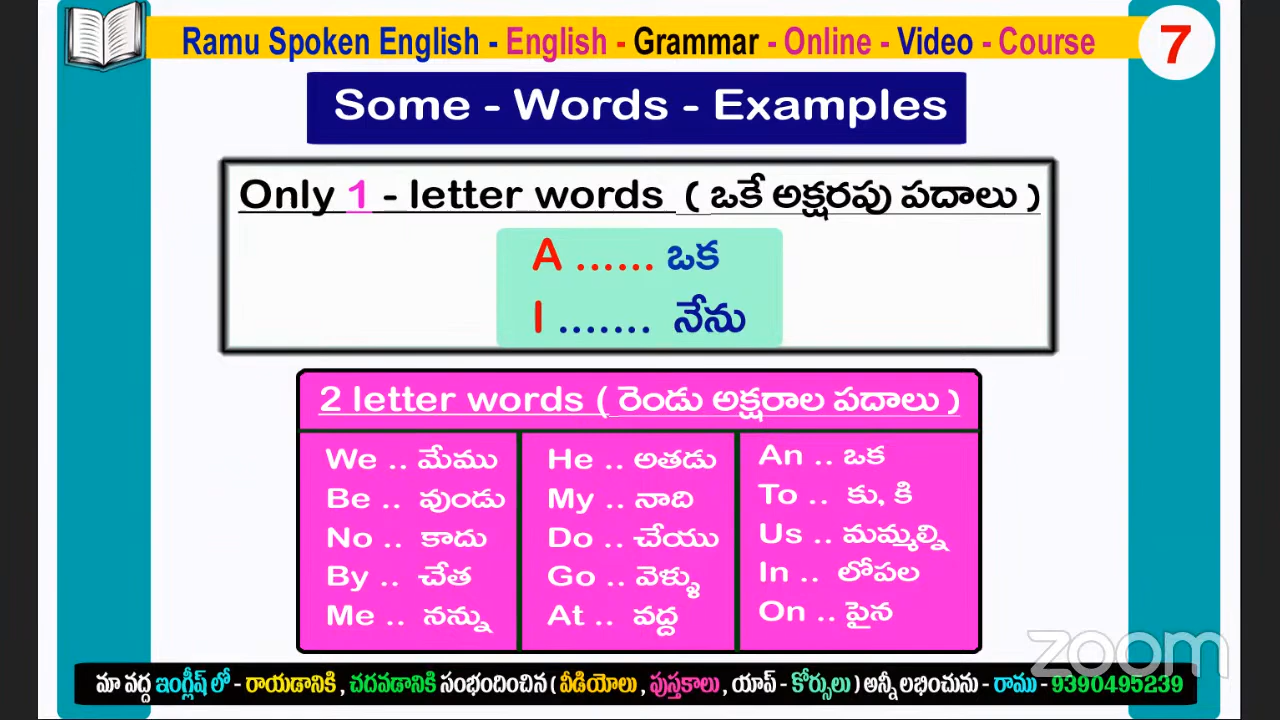 Ramu Spoken English - English - Grammar - Online - Video - Course
7
Some - Words - Examples
Only 1 - letter words ( ఒకే అక్షరపు పదాలు )
A ...... ఒక
I ....... నేను
2 letter words ( రెండు అక్షరాల పదాలు )
We .. మేము
Be .. వుండు
No .. కాదు
By .. చేత
Me .. నన్ను
He .. అతడు
My .. నాది
Do .. చేయు
Go .. వెళ్ళు
At .. వద్ద
An .. ఒక
To .. కు, కి
Us .. మమ్మల్ని
In .. లోపల
On .. పైన
zoom
మా వద్ద ఇంగ్లీష్ లో - రాయడానికి , చదవడానికి సంభందించిన ( వీడియోలు , పుస్తకాలు , యాప్ - కోర్సులు ) అన్నీ లభించును - రాము - 9390495239